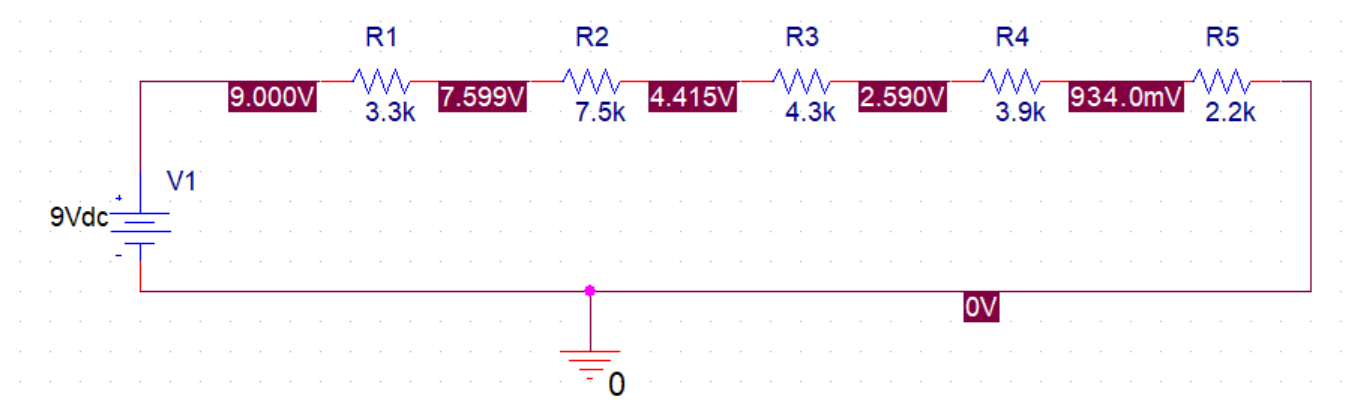 R1 R2 R3 R4 R5
9.000V 7.599V 4.415V 2.590V 934.0mV
3.3k 7.5k 4.3k 3.9k 2.2k
V1
+
9Vdc
-
0V
0